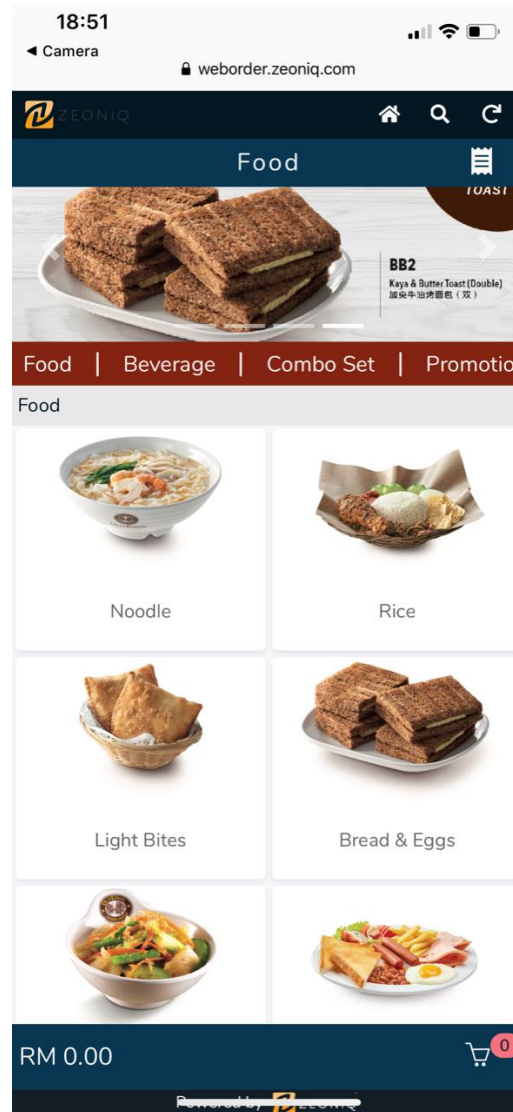 18:51
◀ Camera
weborder.zeoniq.com
ZEONIQ
Food
TOAST
BB2
Kaya & Butter Toast (Double)
加央牛油烤面包（双）
Food | Beverage | Combo Set | Promotio
Food
Noodle
Rice
Light Bites
Bread & Eggs
RM 0.00
0
Powered by ZEONIQ